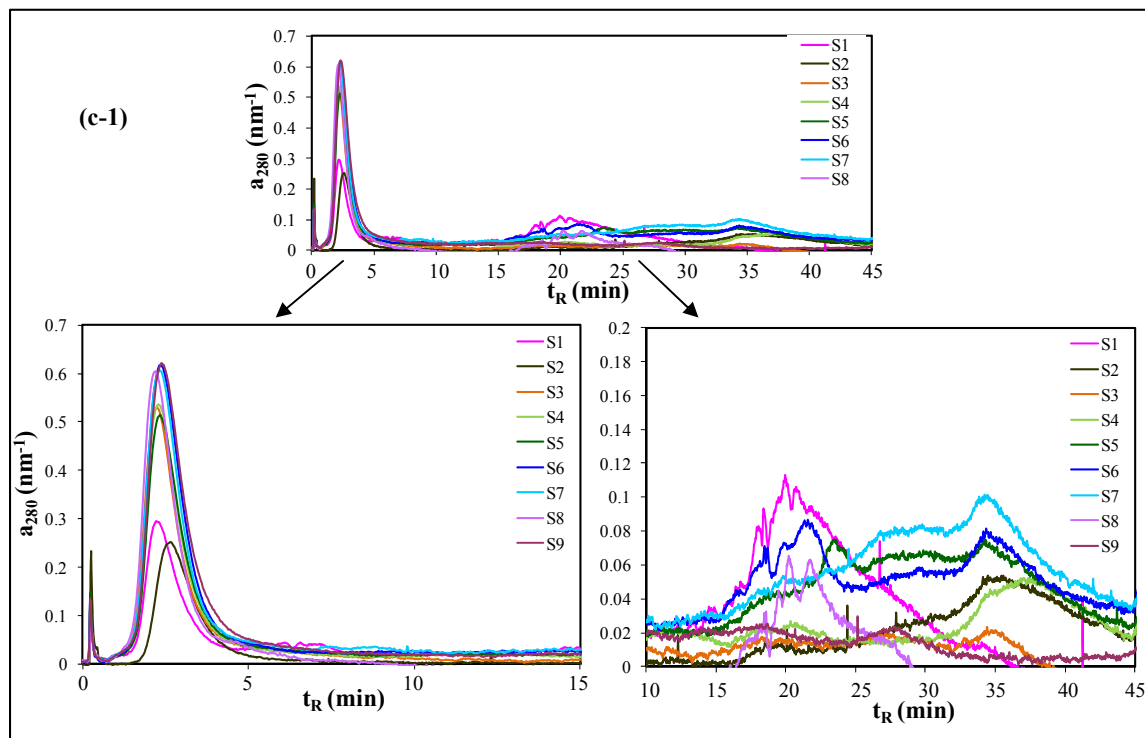 (c-1)
a280 (nm-1)
0.7
0.6
0.5
0.4
0.3
0.2
0.1
0
0 5 10 15 20 25 30 35 40 45
tR (min)
S1
S2
S3
S4
S5
S6
S7
S8
a280 (nm-1)
0.7
0.6
0.5
0.4
0.3
0.2
0.1
0
0 10 15
tR (min)
S1
S2
S3
S4
S5
S6
S7
S8
S9
0.2
0.18
0.16
0.14
0.12
0.1
0.08
0.06
0.04
0.02
0
10 15 20 25 30 35 40 45
tR (min)
S1
S2
S3
S4
S5
S6
S7
S8
S9